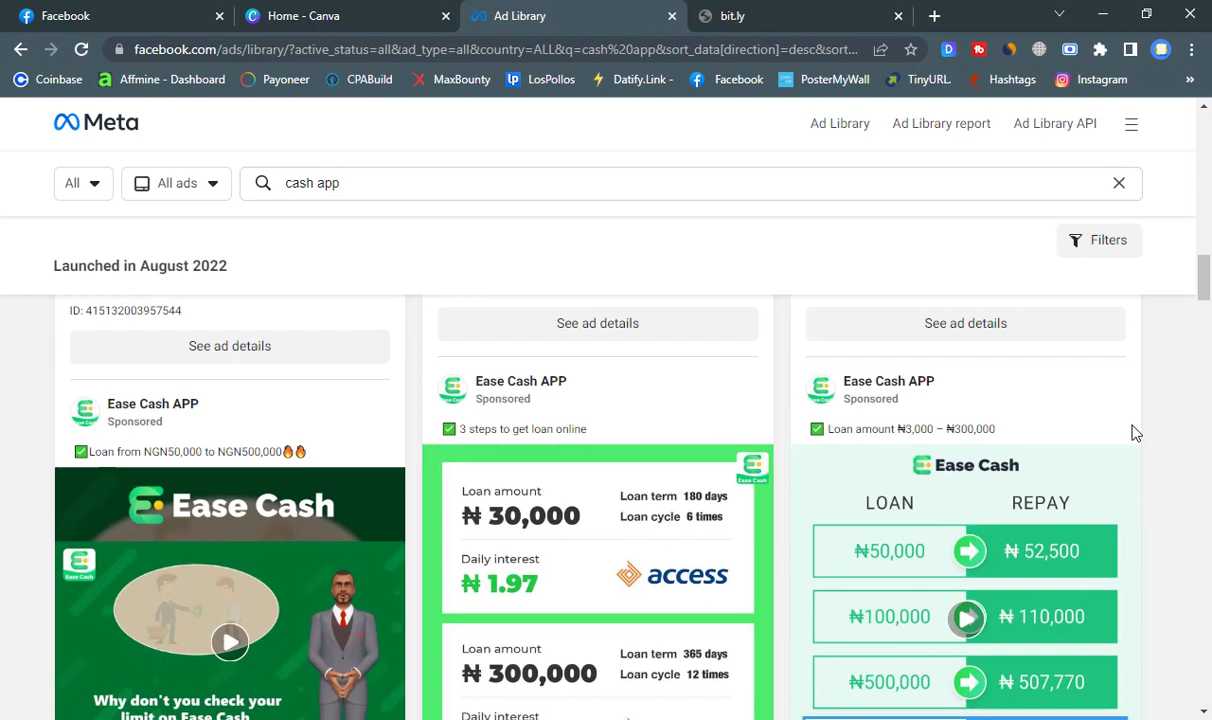 Facebook
Home - Canva
Ad Library
bit.ly
facebook.com/ads/library/?active_status=all&ad_type=all&country=ALL&q=cash%20app&sort_data[direction]=desc&sort...
Coinbase
Affmine - Dashboard
Payoneer
CPABuild
MaxBounty
LosPollos
Datify.Link -
Facebook
PosterMyWall
TinyURL.
Hashtags
Instagram
»
Meta
Ad Library
Ad Library report
Ad Library API
All
All ads
cash app
Filters
Launched in August 2022
ID: 415132003957544
See ad details
Ease Cash APP
Sponsored
✅Loan from NGN50,000 to NGN500,000🔥🔥
Ease Cash
Ease Cash
Why don't you check your
limit on Ease Cash
See ad details
Ease Cash APP
Sponsored
✅ 3 steps to get loan online
Ease Cash
Loan amount
₦ 30,000
Loan term 180 days
Loan cycle 6 times
Daily interest
₦ 1.97
access
Loan amount
₦ 300,000
Loan term 365 days
Loan cycle 12 times
Daily interest
See ad details
Ease Cash APP
Sponsored
✅ Loan amount ₦3,000 – ₦300,000
Ease Cash
LOAN REPAY
₦50,000 ₦ 52,500
₦100,000 ₦ 110,000
₦500,000 ₦ 507,770